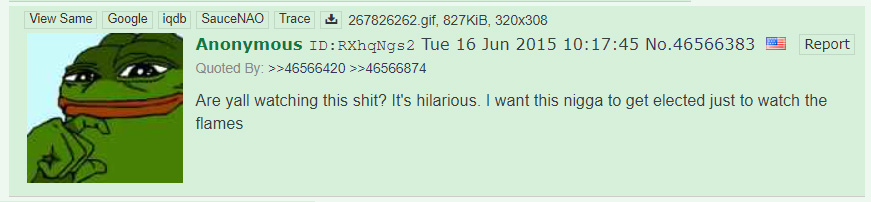 View Same Google iqdb SauceNAO Trace 267826262.gif, 827KiB, 320x308
Anonymous ID:RXhqNgs2 Tue 16 Jun 2015 10:17:45 No.46566383 Report
Quoted By: >>46566420 >>46566874
Are yall watching this shit? It's hilarious. I want this nigga to get elected just to watch the
flames